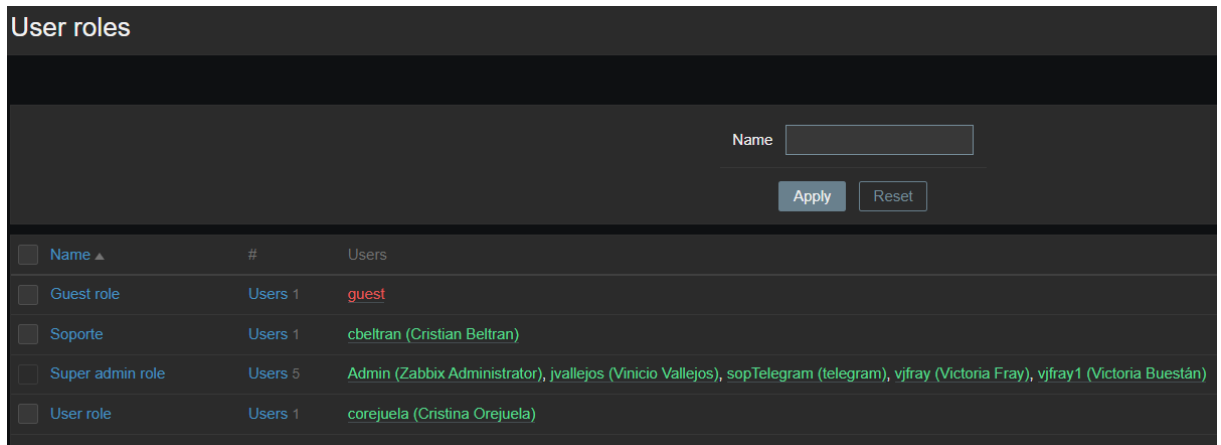 User roles
Name
Apply Reset
Name ▲ # Users
Guest role Users 1 guest
Soporte Users 1 cbeltran (Cristian Beltran)
Super admin role Users 5 Admin (Zabbix Administrator), jvallejos (Vinicio Vallejos), sopTelegram (telegram), vjfray (Victoria Fray), vjfray1 (Victoria Buestán)
User role Users 1 corejuela (Cristina Orejuela)